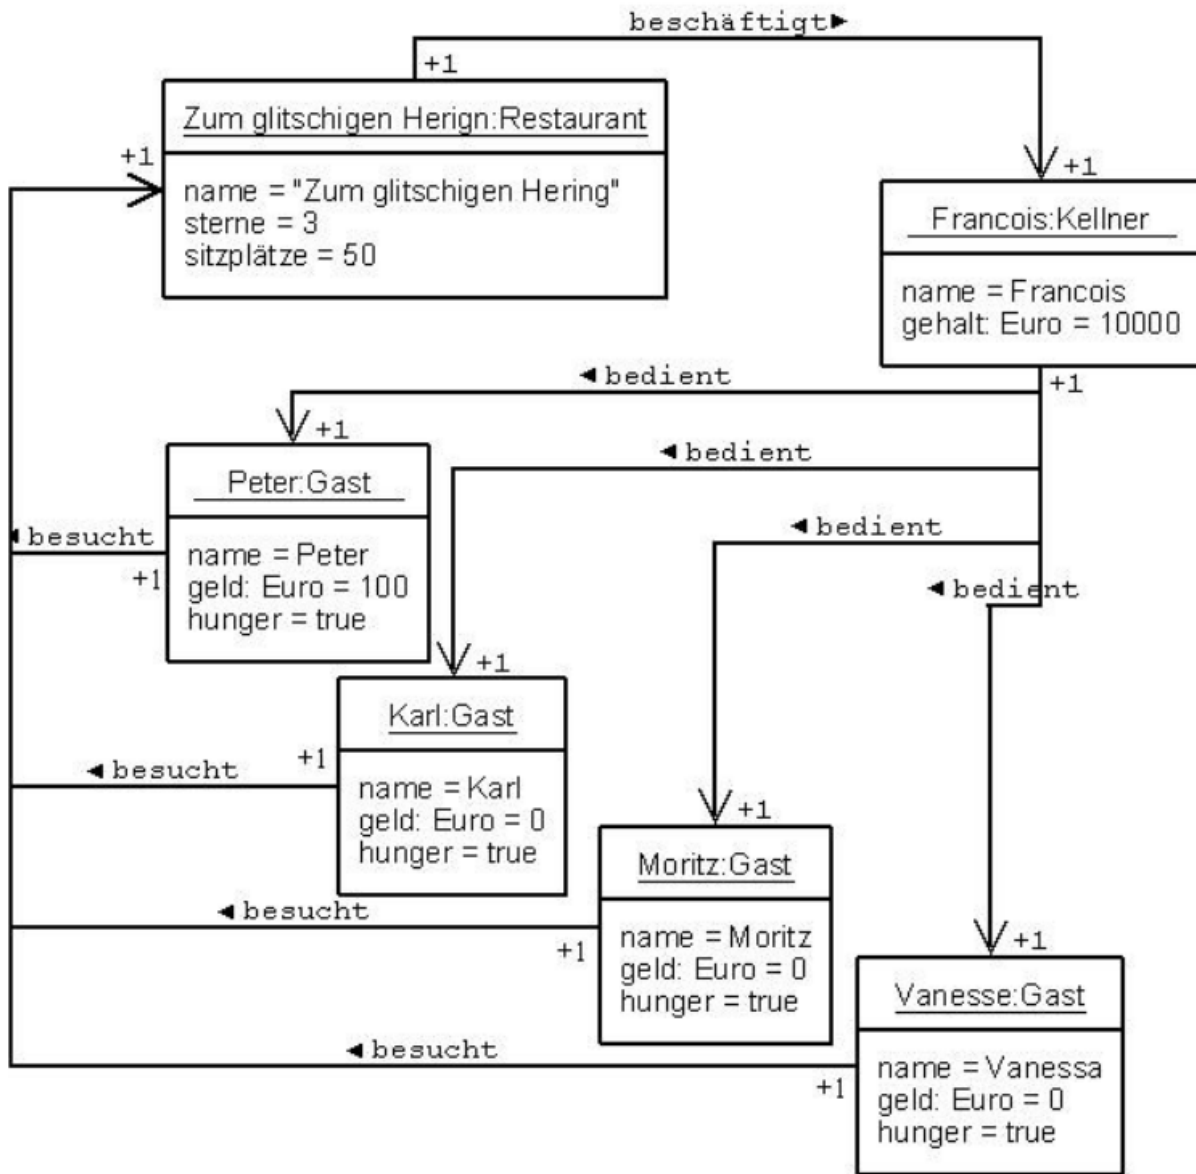 beschäftigt►
+1
Zum glitschigen Herign:Restaurant
+1
name = "Zum glitschigen Hering"
sterne = 3
sitzplätze = 50
+1
Francois:Kellner
name = Francois
gehalt: Euro = 10000
+1
◄ bedient
+1
Peter:Gast
name = Peter
geld: Euro = 100
hunger = true
◄ besucht
+1
◄ bedient
+1
Karl:Gast
name = Karl
geld: Euro = 0
hunger = true
◄ besucht
+1
◄ bedient
+1
Moritz:Gast
name = Moritz
geld: Euro = 0
hunger = true
◄ besucht
+1
◄ bedient
+1
Vanesse:Gast
name = Vanessa
geld: Euro = 0
hunger = true
◄ besucht
+1